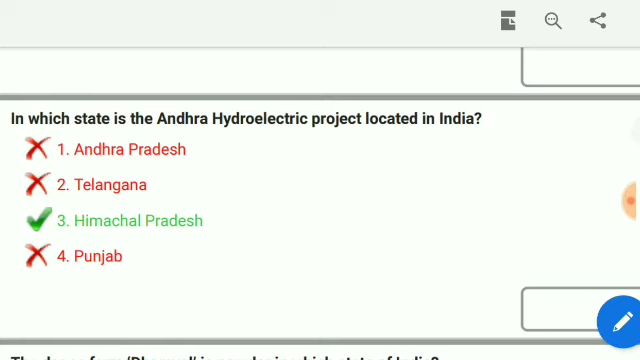 In which state is the Andhra Hydroelectric project located in India?
1. Andhra Pradesh
2. Telangana
3. Himachal Pradesh
4. Punjab